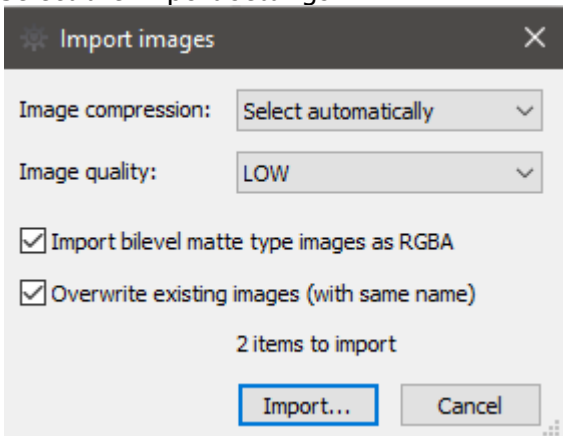 Import images
Image compression: Select automatically
Image quality: LOW
Import bilevel matte type images as RGBA
Overwrite existing images (with same name)
2 items to import
Import... Cancel